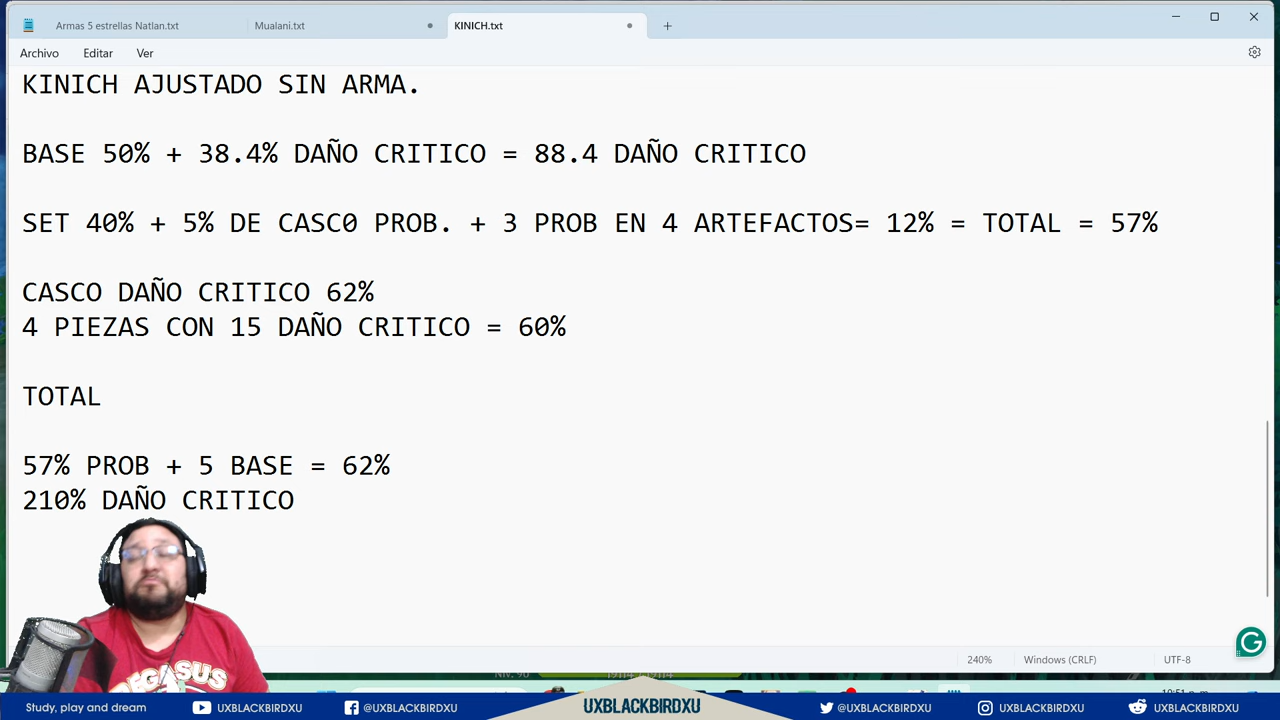 Armas 5 estrellas Natlan.txt
Mualani.txt
KINICH.txt
Archivo Editar Ver
KINICH AJUSTADO SIN ARMA.
BASE 50% + 38.4% DAÑO CRITICO = 88.4 DAÑO CRITICO
SET 40% + 5% DE CASC0 PROB. + 3 PROB EN 4 ARTEFACTOS= 12% = TOTAL = 57%
CASCO DAÑO CRITICO 62%
4 PIEZAS CON 15 DAÑO CRITICO = 60%
TOTAL
57% PROB + 5 BASE = 62%
210% DAÑO CRITICO
240% Windows (CRLF) UTF-8
Study, play and dream UXBLACKBIRDXU @UXBLACKBIRDXU UXBLACKBIRDXU @UXBLACKBIRDXU UXBLACKBIRDXU UXBLACKBIRDXU